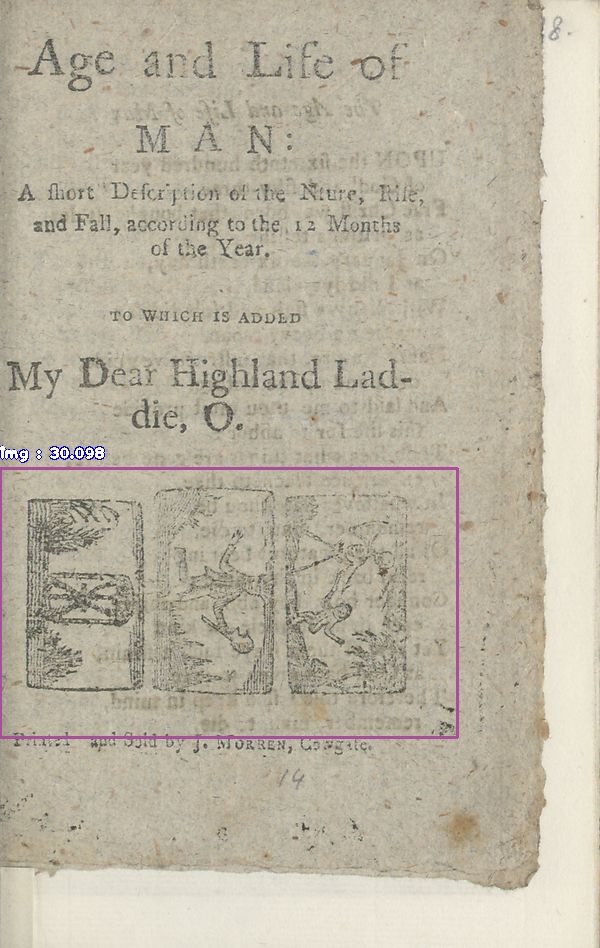 8.
Age and Life of
MAN:
A ſhort Deſcription of the Nture, Riſe,
and Fall, according to the 12 Months
of the Year.
TO WHICH IS ADDED
My Dear Highland Lad-
die, O.
img : 30.098
Printed and Sold by J. MORREN, Cowgate.
14